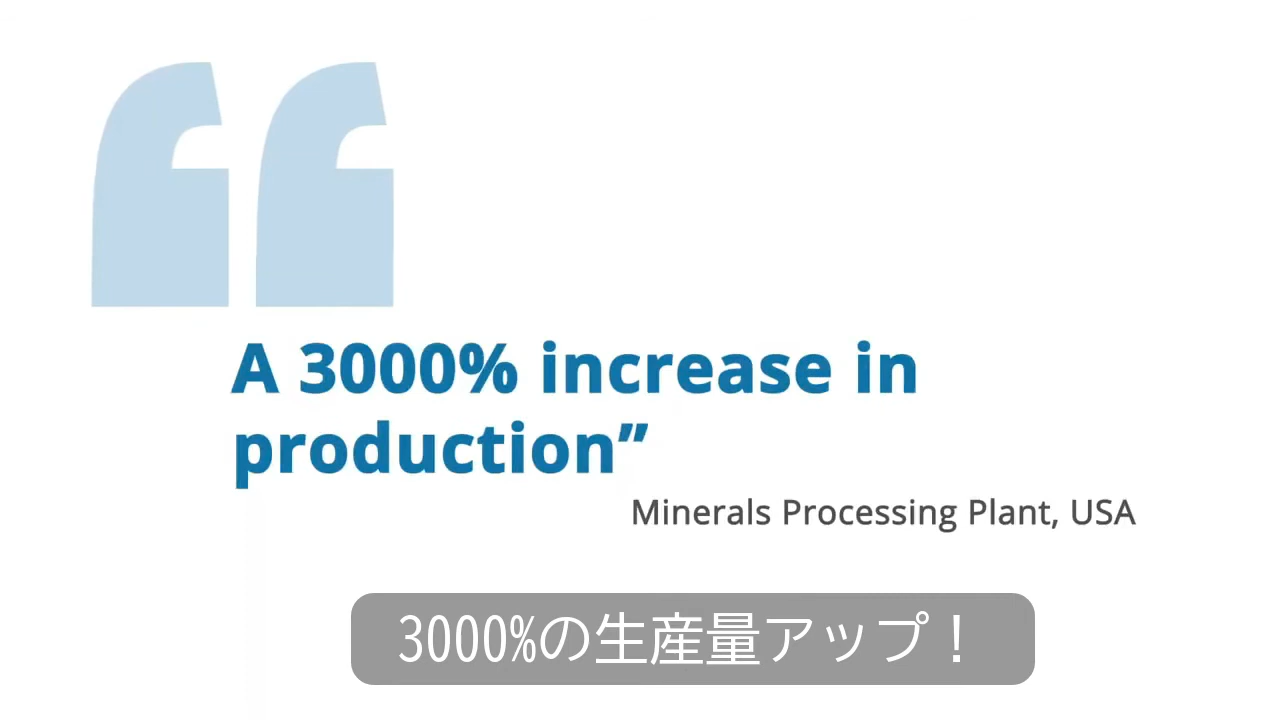 “
A 3000% increase in
production”
Minerals Processing Plant, USA
3000%の生産量アップ！